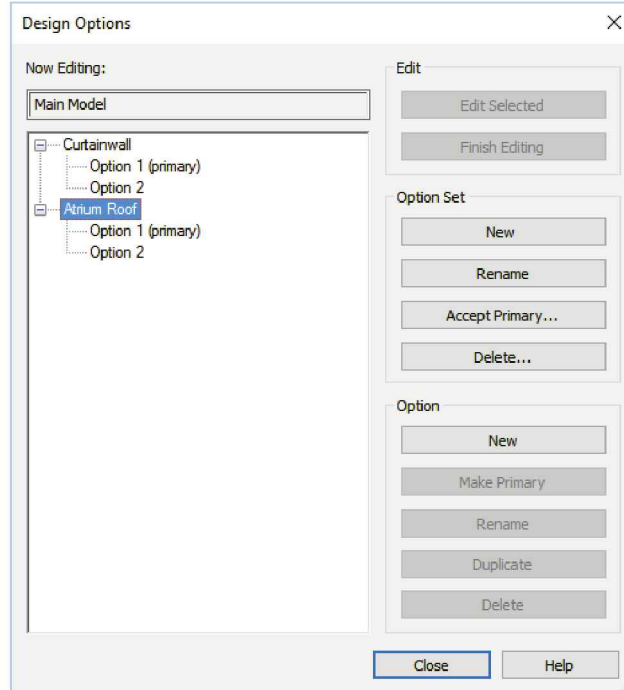 Design Options
Now Editing:
Main Model
Curtainwall
Option 1 (primary)
Option 2
Atrium Roof
Option 1 (primary)
Option 2
Edit
Edit Selected
Finish Editing
Option Set
New
Rename
Accept Primary...
Delete...
Option
New
Make Primary
Rename
Duplicate
Delete
Close
Help